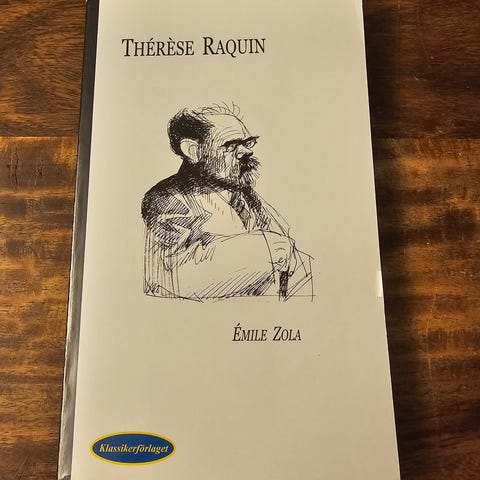 THÉRÈSE RAQUIN
ÉMILE ZOLA
Klassikerförlaget